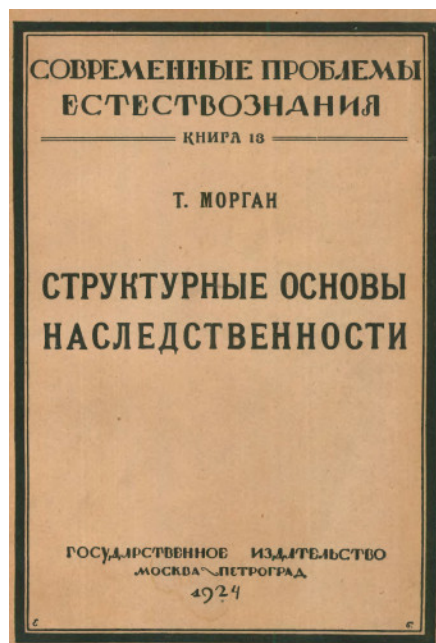 СОВРЕМЕННЫЕ ПРОБЛЕМЫ
ЕСТЕСТВОЗНАНИЯ
КНИГА 18
Т. МОРГАН
СТРУКТУРНЫЕ ОСНОВЫ
НАСЛЕДСТВЕННОСТИ
ГОСУДАРСТВЕННОЕ ИЗДАТЕЛЬСТВО
МОСКВА~ПЕТРОГРАД
1924